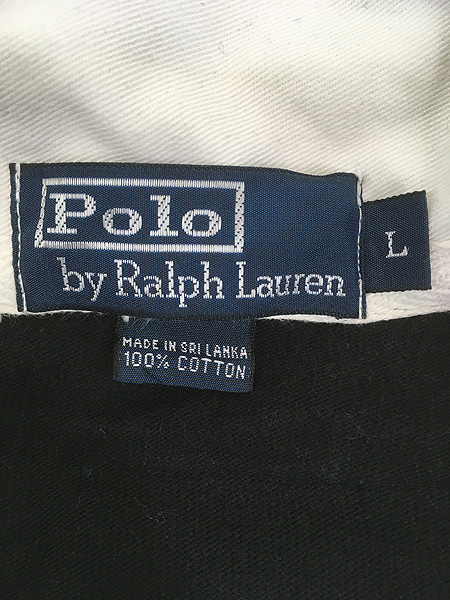 Polo
by Ralph Lauren
L
MADE IN SRI LANKA
100% COTTON